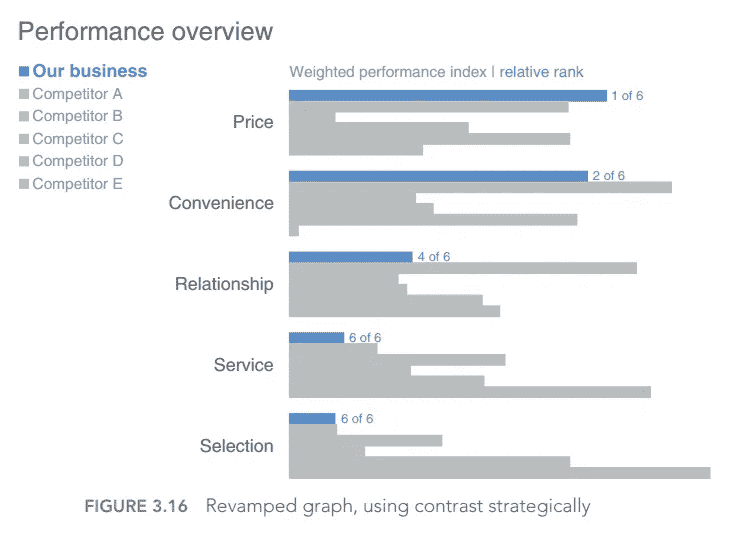 Performance overview
Our business
Competitor A
Competitor B
Competitor C
Competitor D
Competitor E
Weighted performance index | relative rank
Price
1 of 6
Convenience
2 of 6
Relationship
4 of 6
Service
6 of 6
Selection
6 of 6
FIGURE 3.16 Revamped graph, using contrast strategically